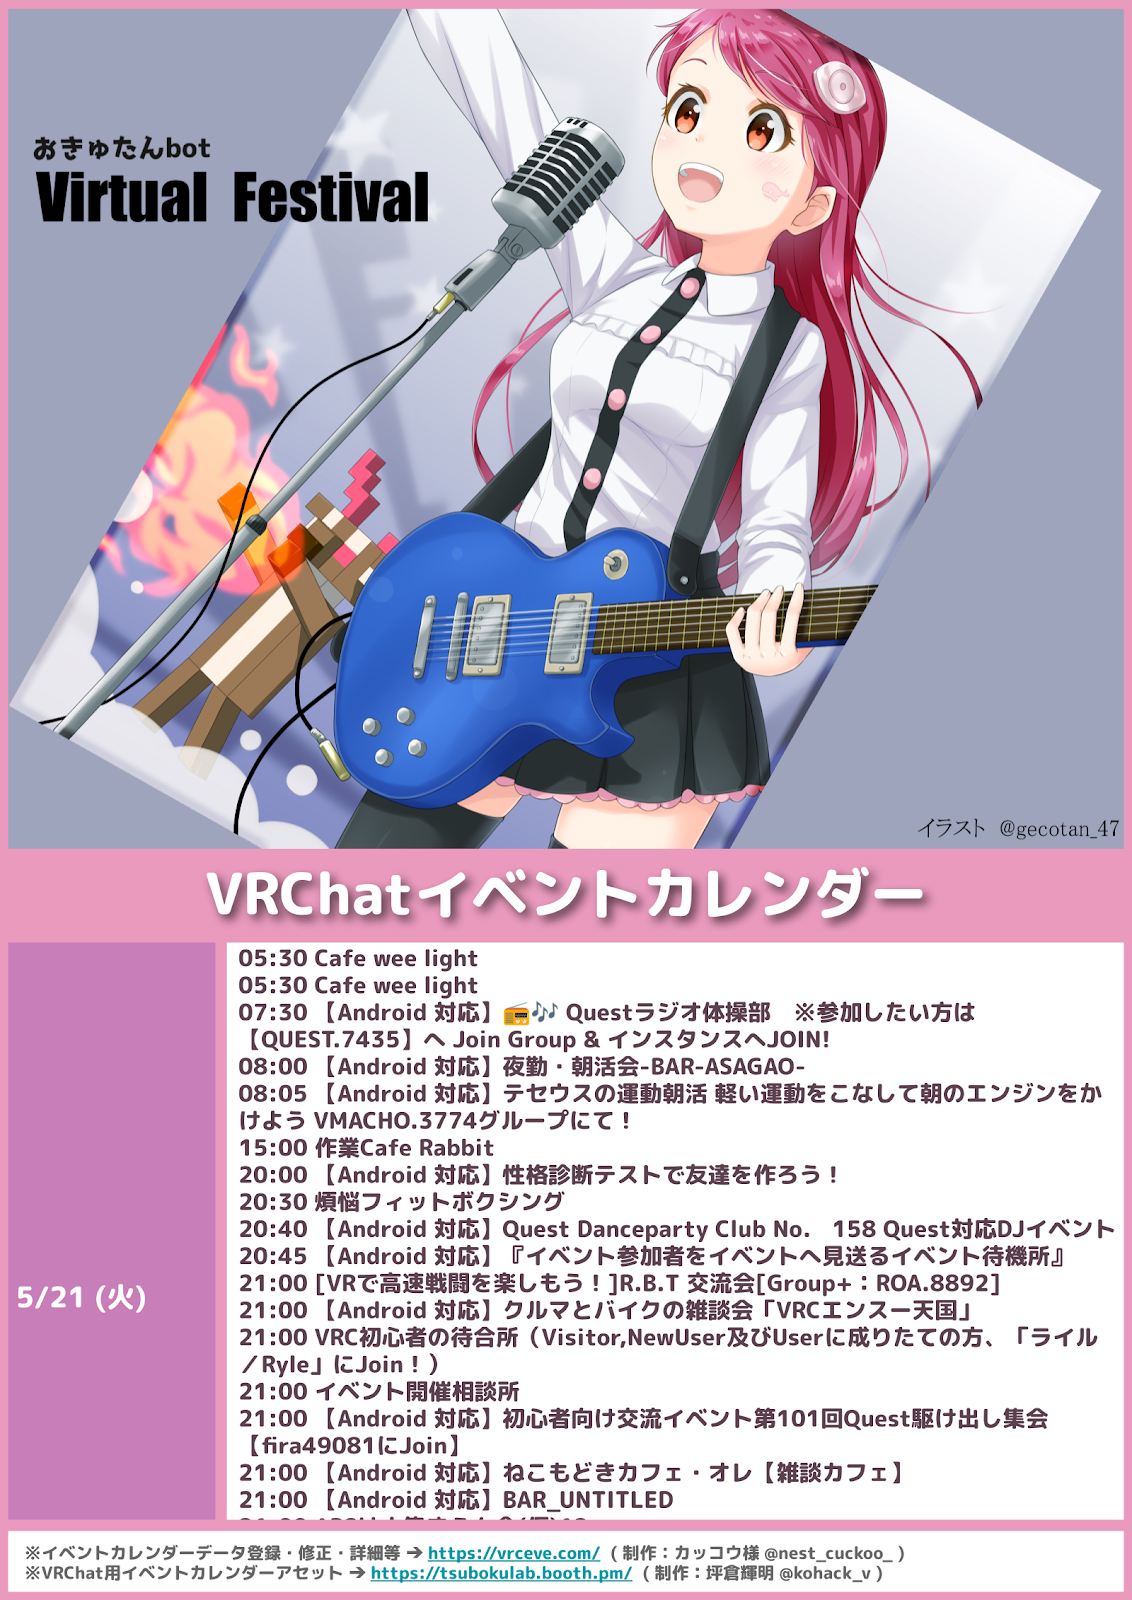 おきゅたんbot
Virtual Festival
イラスト @gecotan_47
VRChatイベントカレンダー
5/21 (火)
05:30 Cafe wee light
05:30 Cafe wee light
07:30 【Android 対応】📻🎶 Questラジオ体操部　※参加したい方は
【QUEST.7435】へ Join Group & インスタンスへJOIN!
08:00 【Android 対応】夜勤・朝活会-BAR-ASAGAO-
08:05 【Android 対応】テセウスの運動朝活 軽い運動をこなして朝のエンジンをか
けよう VMACHO.3774グループにて！
15:00 作業Cafe Rabbit
20:00 【Android 対応】性格診断テストで友達を作ろう！
20:30 煩悩フィットボクシング
20:40 【Android 対応】Quest Danceparty Club No.　158 Quest対応DJイベント
20:45 【Android 対応】『イベント参加者をイベントへ見送るイベント待機所』
21:00 [VRで高速戦闘を楽しもう！]R.B.T 交流会[Group+：ROA.8892]
21:00 【Android 対応】クルマとバイクの雑談会「VRCエンスー天国」
21:00 VRC初心者の待合所（Visitor,NewUser及びUserに成りたての方、「ライル
／Ryle」にJoin！）
21:00 イベント開催相談所
21:00 【Android 対応】初心者向け交流イベント第101回Quest駆け出し集会
【fira49081にJoin】
21:00 【Android 対応】ねこもどきカフェ・オレ【雑談カフェ】
21:00 【Android 対応】BAR_UNTITLED
※イベントカレンダーデータ登録・修正・詳細等 ➔ https://vrceve.com/ （制作：カッコウ様 @nest_cuckoo_）
※VRChat用イベントカレンダーアセット ➔ https://tsubokulab.booth.pm/ （制作：坪倉輝明 @kohack_v）